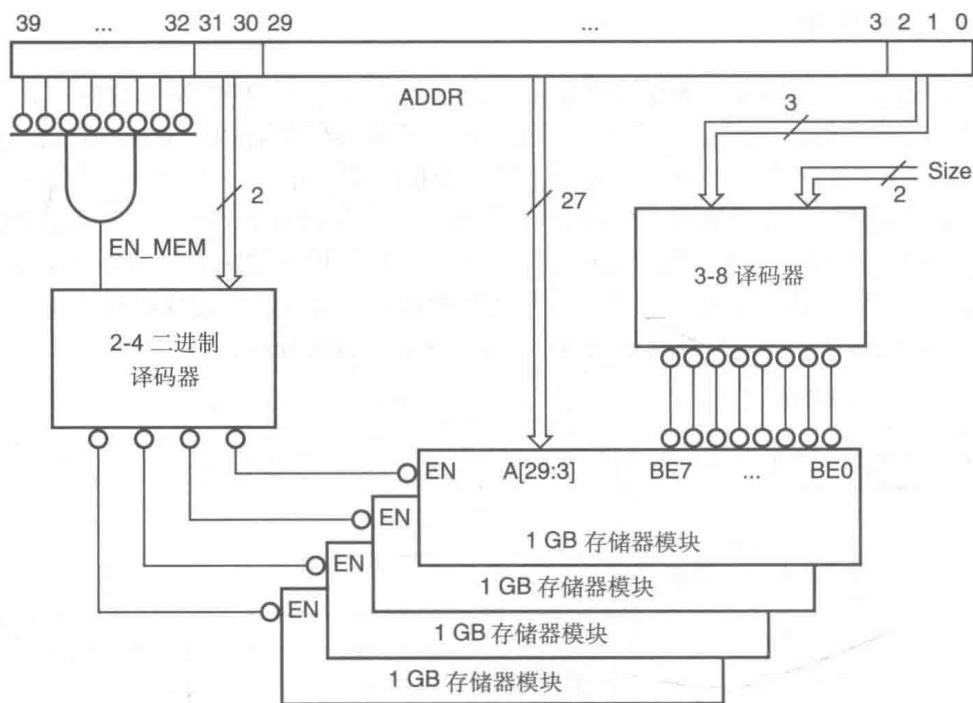 39 ... 32 31 30 29 ... 3 2 1 0
ADDR
3
2
27
Size
2
EN_MEM
3-8 译码器
2-4 二进制
译码器
EN A[29:3] BE7 ... BE0
EN
1 GB 存储器模块
EN
1 GB 存储器模块
EN
1 GB 存储器模块
1 GB 存储器模块